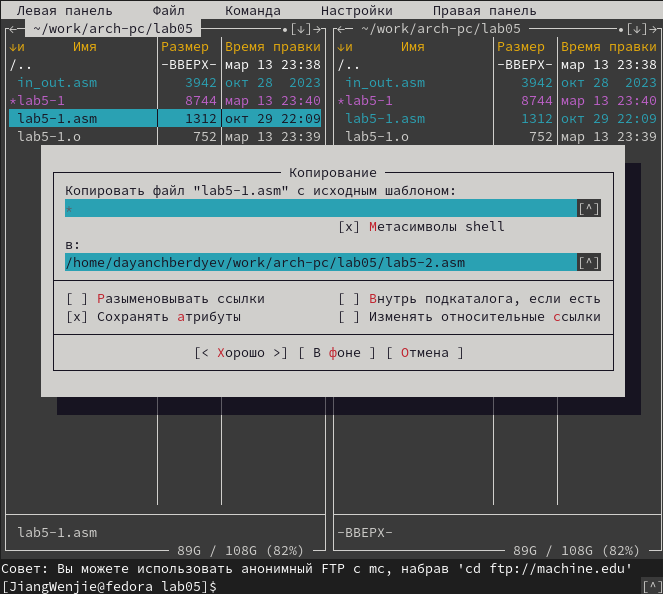 Левая панель Файл Команда Настройки Правая панель
←─ ~/work/arch-pc/lab05 ─────────•[↓]→ ←─ ~/work/arch-pc/lab05 ─────────•[↓]→
↓и Имя Размер Время правки ↓и Имя Размер Время правки
/.. -ВВЕРХ- мар 13 23:38 /.. -ВВЕРХ- мар 13 23:38
in_out.asm 3942 окт 28 2023 in_out.asm 3942 окт 28 2023
*lab5-1 8744 мар 13 23:40 *lab5-1 8744 мар 13 23:40
lab5-1.asm 1312 окт 29 22:09 lab5-1.asm 1312 окт 29 22:09
lab5-1.o 752 мар 13 23:39 lab5-1.o 752 мар 13 23:39
Копирование
Копировать файл "lab5-1.asm" с исходным шаблоном:
* [^]
[x] Метасимволы shell
в:
/home/dayanchberdyev/work/arch-pc/lab05/lab5-2.asm [^]
[ ] Разыменовывать ссылки [ ] Внутрь подкаталога, если есть
[x] Сохранять атрибуты [ ] Изменять относительные ссылки
[< Хорошо >] [ В фоне ] [ Отмена ]
lab5-1.asm -ВВЕРХ-
89G / 108G (82%) 89G / 108G (82%)
Совет: Вы можете использовать анонимный FTP с mc, набрав 'cd ftp://machine.edu'
[JiangWenjie@fedora lab05]$ [^]